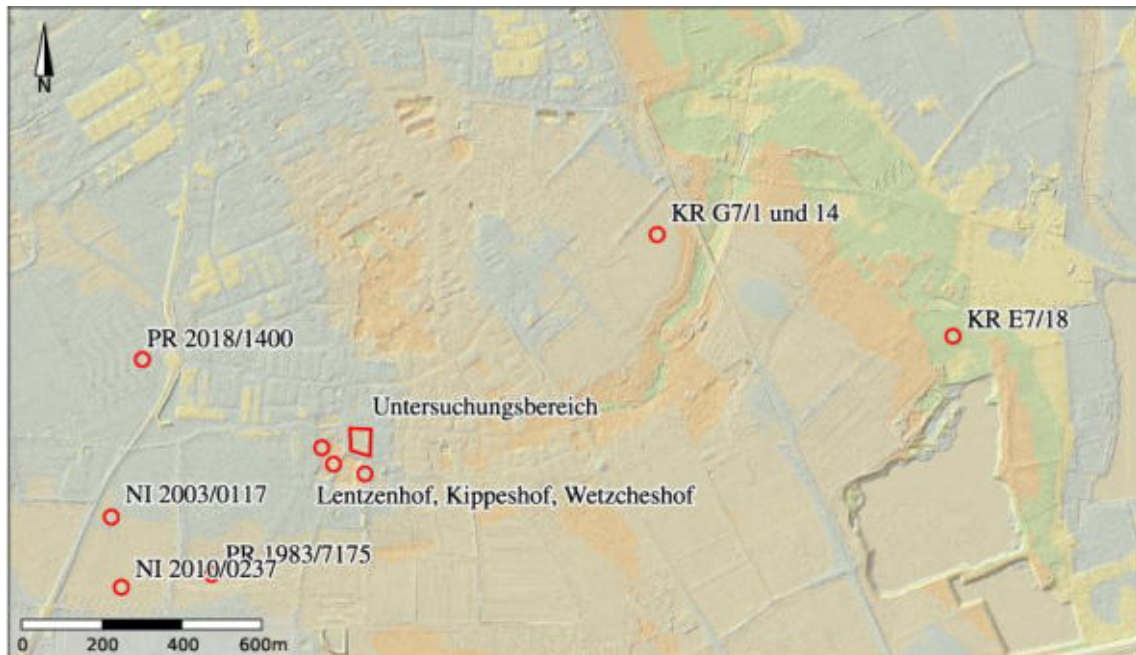 N
KR G7/1 und 14
KR E7/18
PR 2018/1400
Untersuchungsbereich
Lentzenhof, Kippeshof, Wetzcheshof
NI 2003/0117
PR 1983/7175
NI 2010/0237
0 200 400 600m